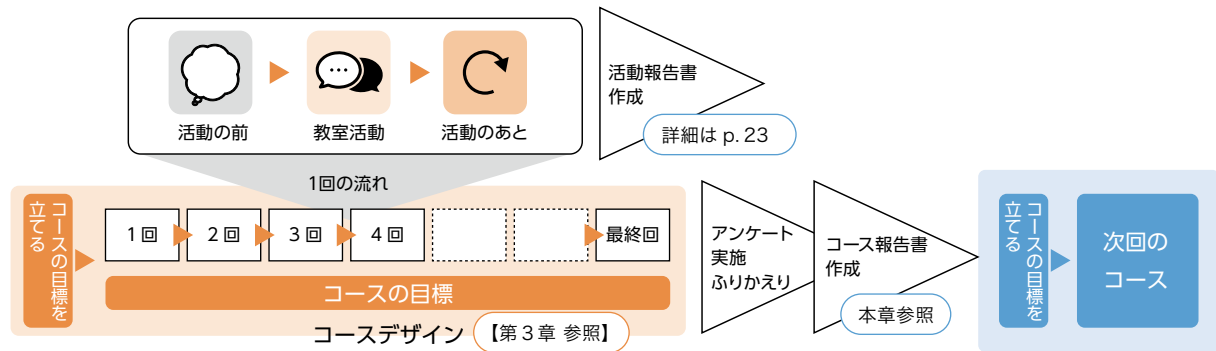 活動の前
教室活動
活動のあと
活動報告書
作成
詳細は p. 23
1回の流れ
コースの目標を
立てる
1回
2回
3回
4回
最終回
コースの目標
コースデザイン
【第3章 参照】
アンケート
実施
ふりかえり
コース報告書
作成
本章参照
コースの目標を
立てる
次回の
コース